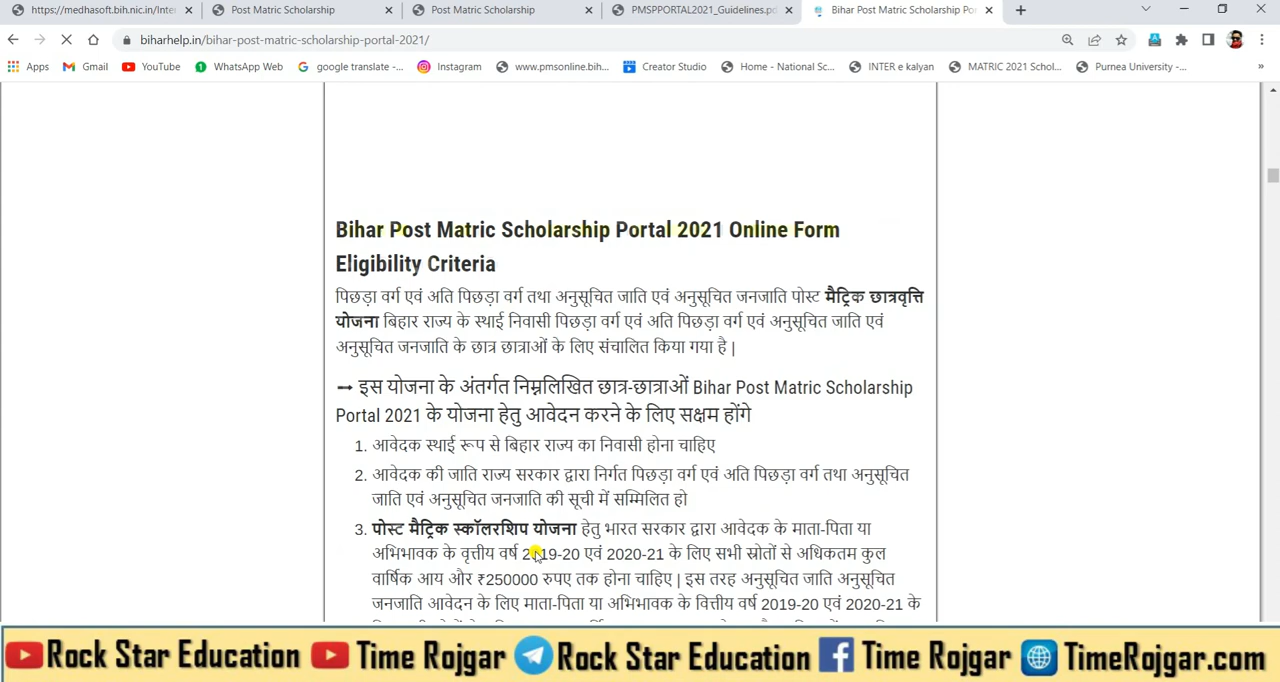 https://medhasoft.bih.nic.in/Inter
Post Matric Scholarship
Post Matric Scholarship
PMSPPORTAL2021_Guidelines.pd
Bihar Post Matric Scholarship Por
biharhelp.in/bihar-post-matric-scholarship-portal-2021/
Apps
Gmail
YouTube
WhatsApp Web
google translate -...
Instagram
www.pmsonline.bih...
Creator Studio
Home - National Sc...
INTER e kalyan
MATRIC 2021 Schol...
Purnea University -...
»
Bihar Post Matric Scholarship Portal 2021 Online Form
Eligibility Criteria
पिछड़ा वर्ग एवं अति पिछड़ा वर्ग तथा अनुसूचित जाति एवं अनुसूचित जनजाति पोस्ट मैट्रिक छात्रवृत्ति
योजना बिहार राज्य के स्थाई निवासी पिछड़ा वर्ग एवं अति पिछड़ा वर्ग एवं अनुसूचित जाति एवं
अनुसूचित जनजाति के छात्र छात्राओं के लिए संचालित किया गया है |
→ इस योजना के अंतर्गत निम्नलिखित छात्र-छात्राओं Bihar Post Matric Scholarship
Portal 2021 के योजना हेतु आवेदन करने के लिए सक्षम होंगे
1. आवेदक स्थाई रूप से बिहार राज्य का निवासी होना चाहिए
2. आवेदक की जाति राज्य सरकार द्वारा निर्गत पिछड़ा वर्ग एवं अति पिछड़ा वर्ग तथा अनुसूचित
जाति एवं अनुसूचित जनजाति की सूची में सम्मिलित हो
3. पोस्ट मैट्रिक स्कॉलरशिप योजना हेतु भारत सरकार द्वारा आवेदक के माता-पिता या
अभिभावक के वृत्तीय वर्ष 2019-20 एवं 2020-21 के लिए सभी स्रोतों से अधिकतम कुल
वार्षिक आय और ₹250000 रुपए तक होना चाहिए | इस तरह अनुसूचित जाति अनुसूचित
जनजाति आवेदन के लिए माता-पिता या अभिभावक के वित्तीय वर्ष 2019-20 एवं 2020-21 के
Rock Star Education
Time Rojgar
Rock Star Education
Time Rojgar
TimeRojgar.com